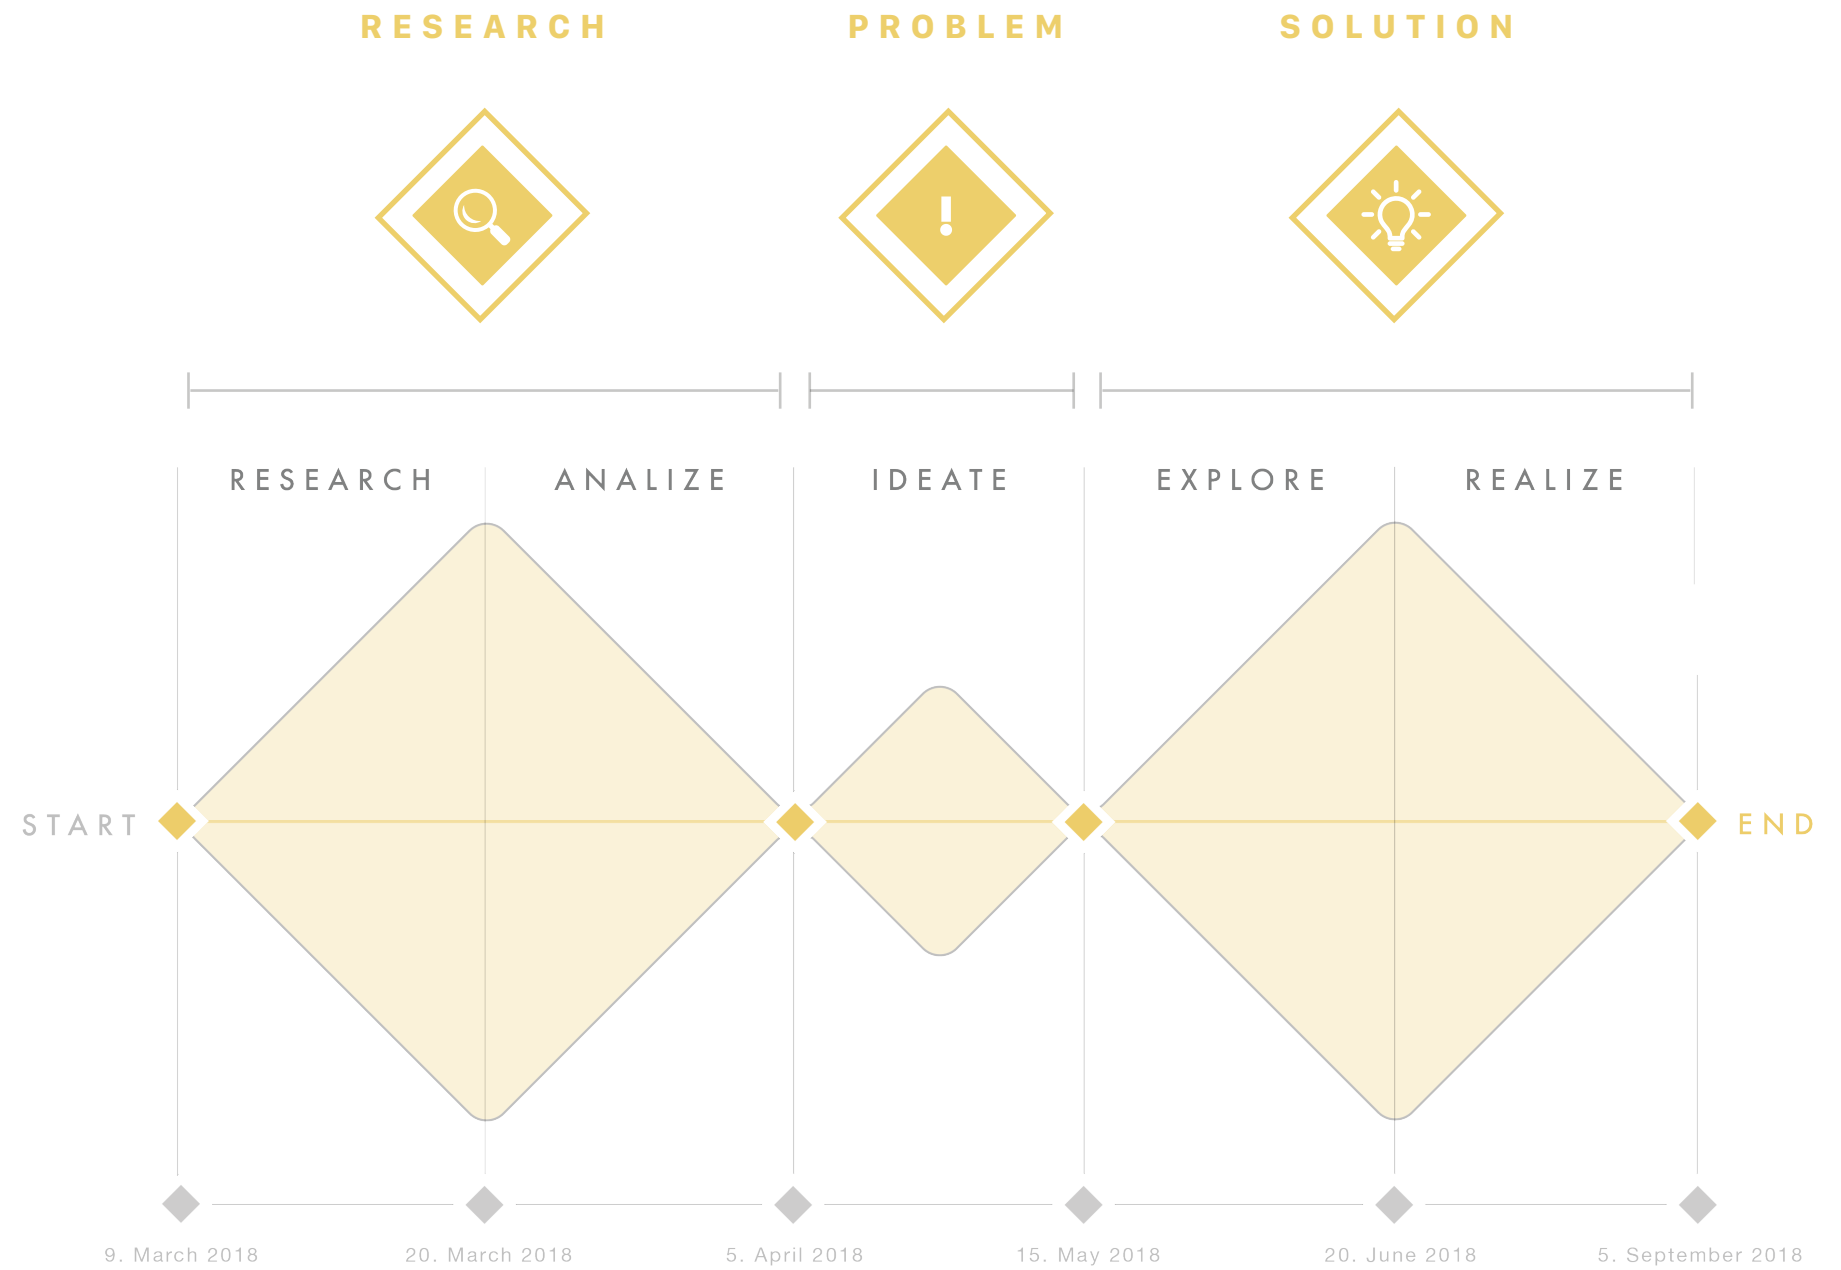 RESEARCH PROBLEM SOLUTION
!
RESEARCH ANALIZE IDEATE EXPLORE REALIZE
START END
9. March 2018 20. March 2018 5. April 2018 15. May 2018 20. June 2018 5. September 2018